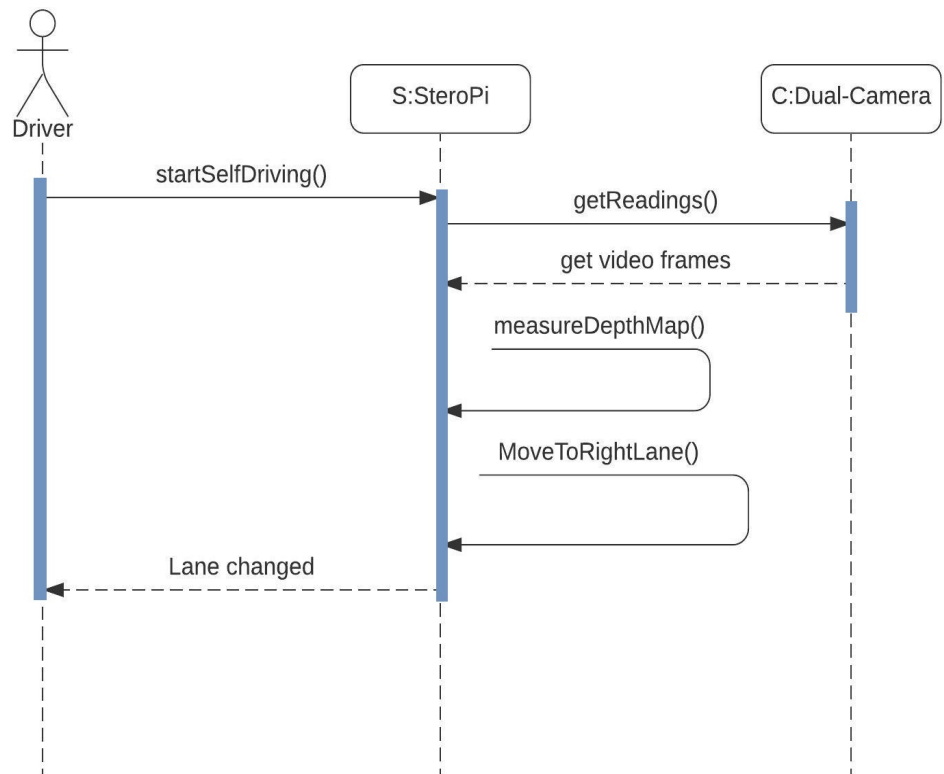 Driver
S:SteroPi
C:Dual-Camera
startSelfDriving()
getReadings()
get video frames
measureDepthMap()
MoveToRightLane()
Lane changed